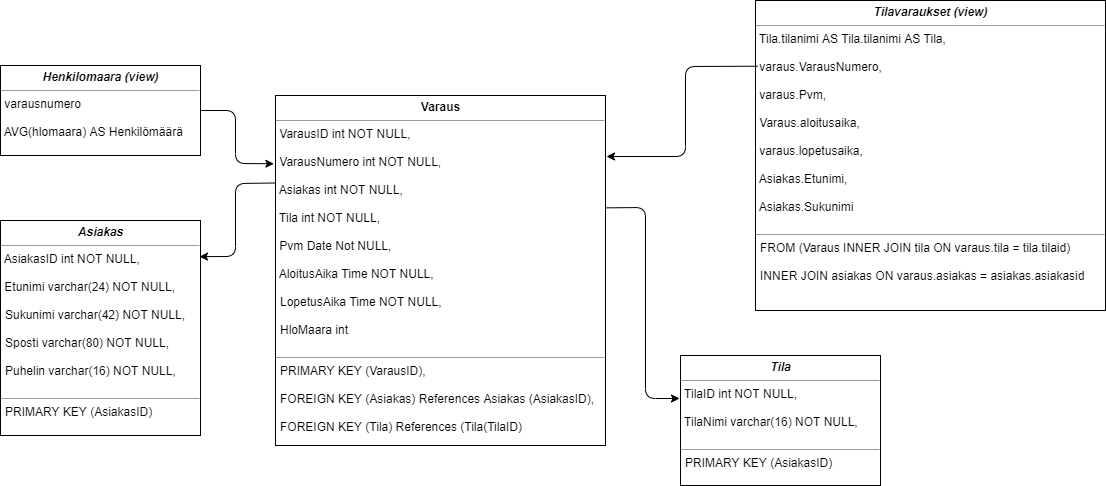 Henkilomaara (view)
varausnumero
AVG(hlomaara) AS Henkilömäärä
Asiakas
AsiakasID int NOT NULL,
Etunimi varchar(24) NOT NULL,
Sukunimi varchar(42) NOT NULL,
Sposti varchar(80) NOT NULL,
Puhelin varchar(16) NOT NULL,
PRIMARY KEY (AsiakasID)
Varaus
VarausID int NOT NULL,
VarausNumero int NOT NULL,
Asiakas int NOT NULL,
Tila int NOT NULL,
Pvm Date Not NULL,
AloitusAika Time NOT NULL,
LopetusAika Time NOT NULL,
HloMaara int
PRIMARY KEY (VarausID),
FOREIGN KEY (Asiakas) References Asiakas (AsiakasID),
FOREIGN KEY (Tila) References (Tila(TilaID)
Tilavaraukset (view)
Tila.tilanimi AS Tila.tilanimi AS Tila,
varaus.VarausNumero,
varaus.Pvm,
Varaus.aloitusaika,
varaus.lopetusaika,
Asiakas.Etunimi,
Asiakas.Sukunimi
FROM (Varaus INNER JOIN tila ON varaus.tila = tila.tilaid)
INNER JOIN asiakas ON varaus.asiakas = asiakas.asiakasid
Tila
TilaID int NOT NULL,
TilaNimi varchar(16) NOT NULL,
PRIMARY KEY (AsiakasID)